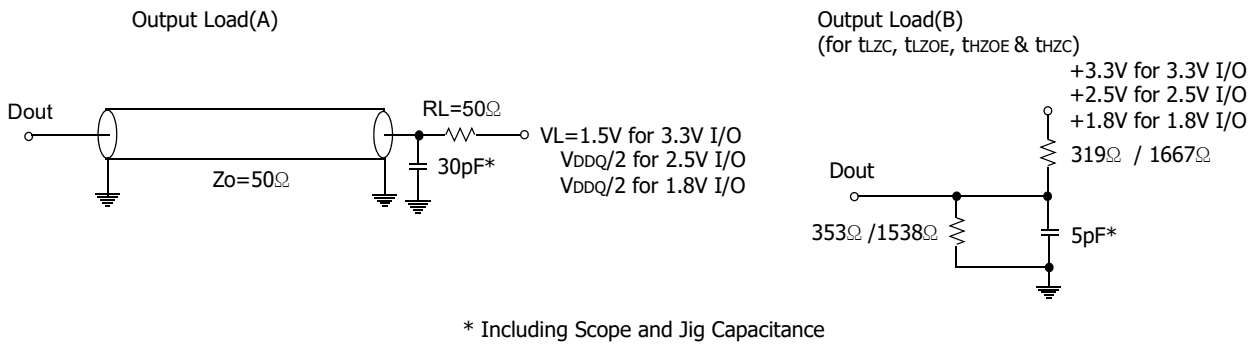 Output Load(A)
Dout
Zo=50Ω
RL=50Ω
30pF*
VL=1.5V for 3.3V I/O
VDDQ/2 for 2.5V I/O
VDDQ/2 for 1.8V I/O
Output Load(B)
(for tLZC, tLZOE, tHZOE & tHZC)
+3.3V for 3.3V I/O
+2.5V for 2.5V I/O
+1.8V for 1.8V I/O
319Ω / 1667Ω
Dout
353Ω /1538Ω
5pF*
* Including Scope and Jig Capacitance